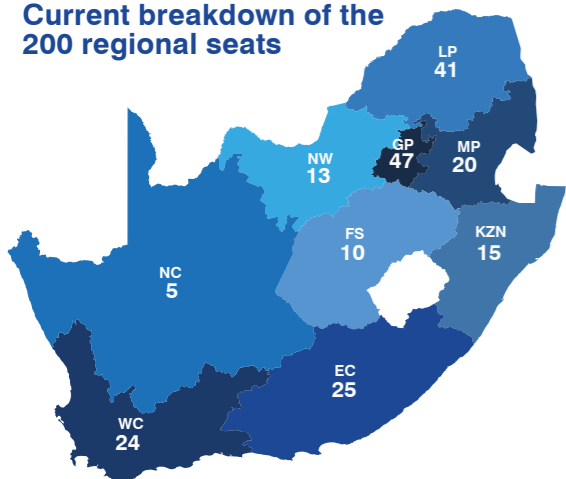 Current breakdown of the
200 regional seats
LP
41
GP
47
MP
20
NW
13
FS
10
KZN
15
NC
5
EC
25
WC
24